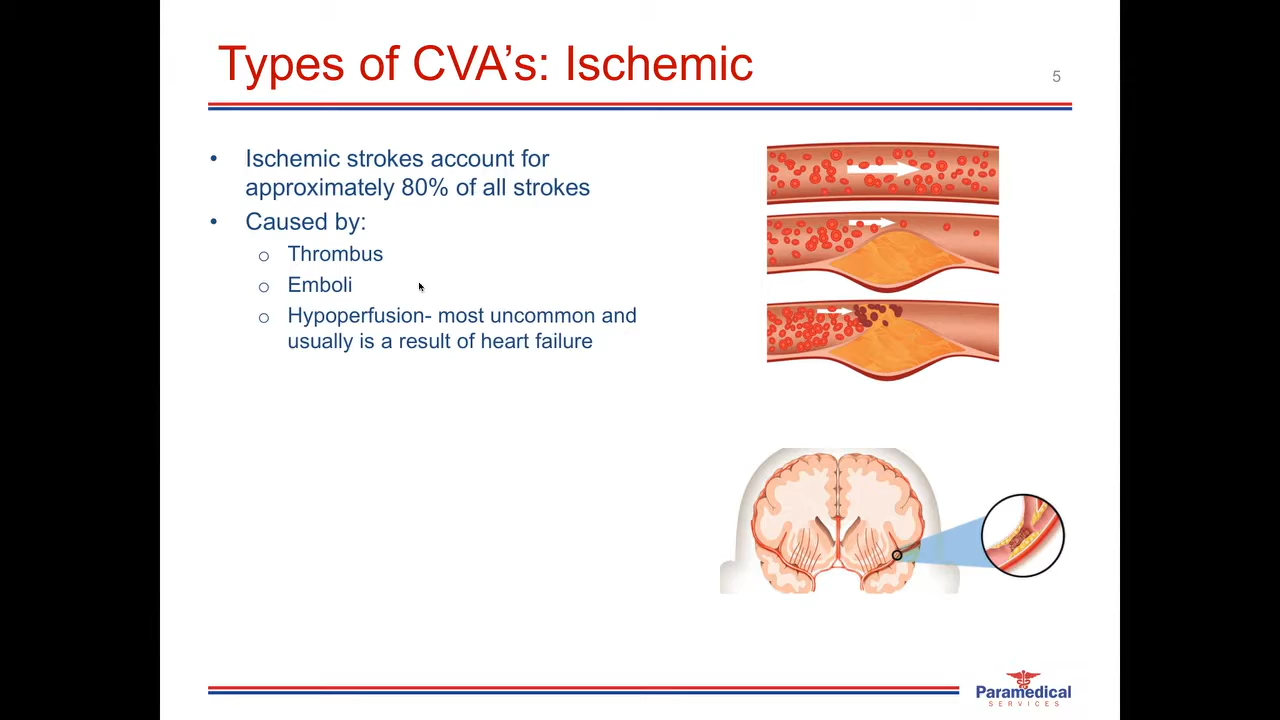 Types of CVA's: Ischemic
5
• Ischemic strokes account for
approximately 80% of all strokes
• Caused by:
o Thrombus
o Emboli
o Hypoperfusion- most uncommon and
usually is a result of heart failure
Paramedical
SERVICES